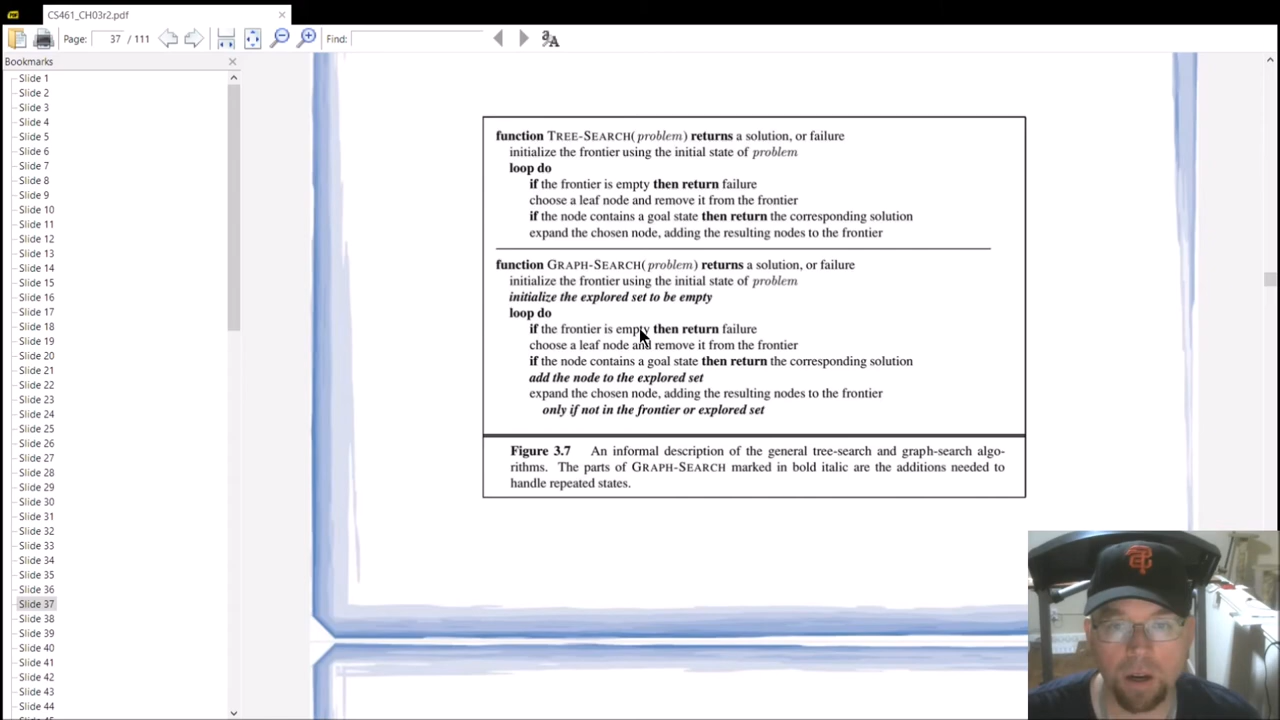 CS461_CH03r2.pdf
Page: 37 / 111 Find:
Bookmarks
Slide 1
Slide 2
Slide 3
Slide 4
Slide 5
Slide 6
Slide 7
Slide 8
Slide 9
Slide 10
Slide 11
Slide 12
Slide 13
Slide 14
Slide 15
Slide 16
Slide 17
Slide 18
Slide 19
Slide 20
Slide 21
Slide 22
Slide 23
Slide 24
Slide 25
Slide 26
Slide 27
Slide 28
Slide 29
Slide 30
Slide 31
Slide 32
Slide 33
Slide 34
Slide 35
Slide 36
Slide 37
Slide 38
Slide 39
Slide 40
Slide 41
Slide 42
Slide 43
Slide 44
function TREE-SEARCH(problem) returns a solution, or failure
initialize the frontier using the initial state of problem
loop do
if the frontier is empty then return failure
choose a leaf node and remove it from the frontier
if the node contains a goal state then return the corresponding solution
expand the chosen node, adding the resulting nodes to the frontier
function GRAPH-SEARCH(problem) returns a solution, or failure
initialize the frontier using the initial state of problem
initialize the explored set to be empty
loop do
if the frontier is empty then return failure
choose a leaf node and remove it from the frontier
if the node contains a goal state then return the corresponding solution
add the node to the explored set
expand the chosen node, adding the resulting nodes to the frontier
only if not in the frontier or explored set
Figure 3.7 An informal description of the general tree-search and graph-search algo-
rithms. The parts of GRAPH-SEARCH marked in bold italic are the additions needed to
handle repeated states.